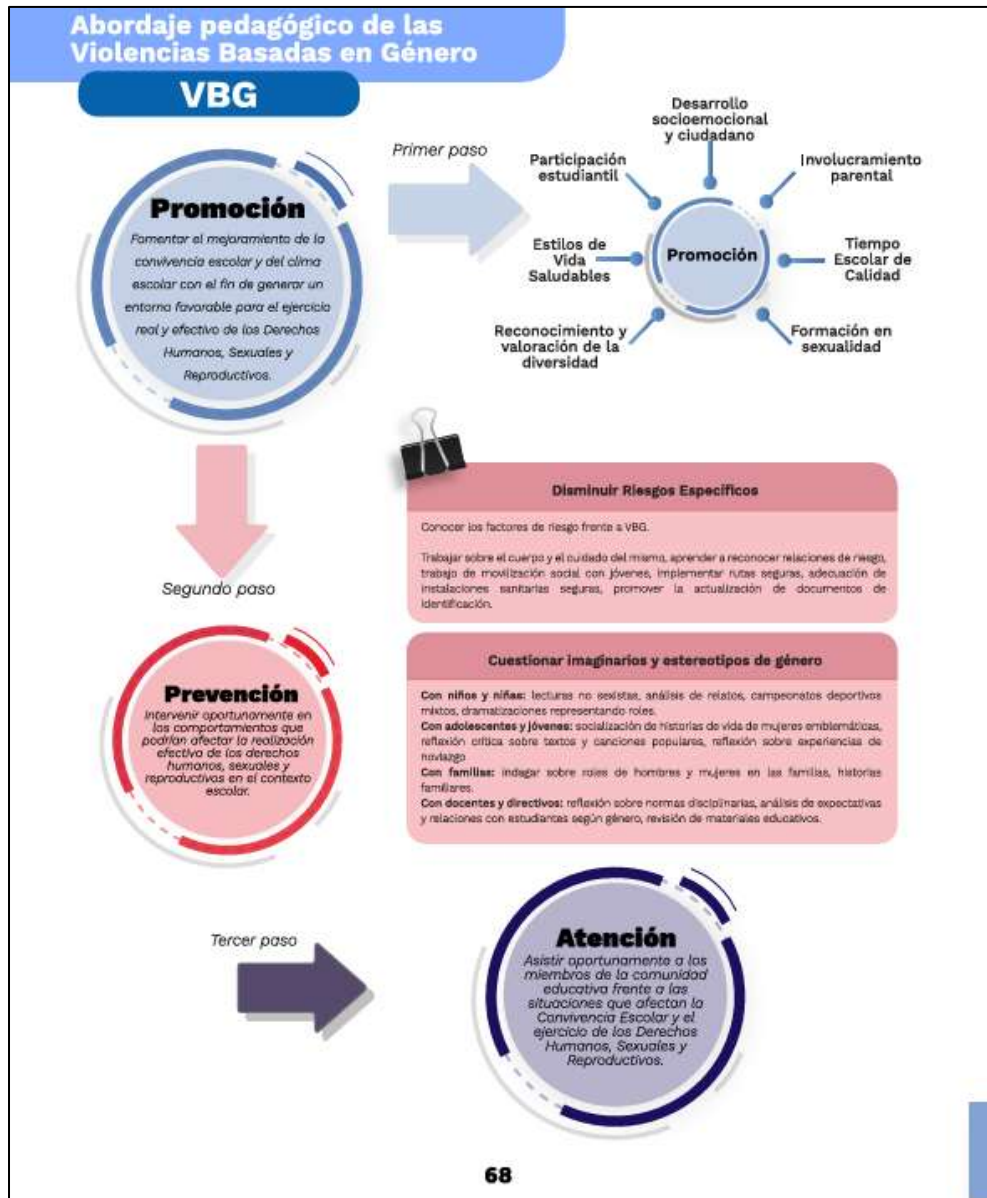 Abordaje pedagógico de las
Violencias Basadas en Género
VBG
Promoción
Fomentar el mejoramiento de la
convivencia escolar y del clima
escolar con el fin de generar un
entorno favorable para el ejercicio
real y efectivo de los Derechos
Humanos, Sexuales y
Reproductivos.
Primer paso
Desarrollo
socioemocional
y ciudadano
Participación
estudiantil
Involucramiento
parental
Estilos de
Vida
Saludables
Promoción
Tiempo
Escolar de
Calidad
Reconocimiento y
valoración de la
diversidad
Formación en
sexualidad
Segundo paso
Prevención
Intervenir oportunamente en
los comportamientos que
podrían afectar la realización
efectiva de los derechos
humanos, sexuales y
reproductivos en el contexto
escolar.
Disminuir Riesgos Específicos
Conocer los factores de riesgo frente a VBG.
Trabajar sobre el cuerpo y el cuidado del mismo, aprender a reconocer relaciones de riesgo,
trabajo de movilización social con jóvenes, implementar rutas seguras, adecuación de
instalaciones sanitarias seguras, promover la actualización de documentos de
identificación.
Cuestionar imaginarios y estereotipos de género
Con niños y niñas: lecturas no sexistas, análisis de relatos, campeonatos deportivos
mixtos, dramatizaciones representando roles.
Con adolescentes y jóvenes: socialización de historias de vida de mujeres emblemáticas,
reflexión crítica sobre textos y canciones populares, reflexión sobre experiencias de
noviazgo
Con familias: indagar sobre roles de hombres y mujeres en las familias, historias
familiares.
Con docentes y directivos: reflexión sobre normas disciplinarias, análisis de expectativas
y relaciones con estudiantes según género, revisión de materiales educativos.
Tercer paso
Atención
Asistir oportunamente a los
miembros de la comunidad
educativa frente a las
situaciones que afectan la
Convivencia Escolar y el
ejercicio de los Derechos
Humanos, Sexuales y
Reproductivos.
68